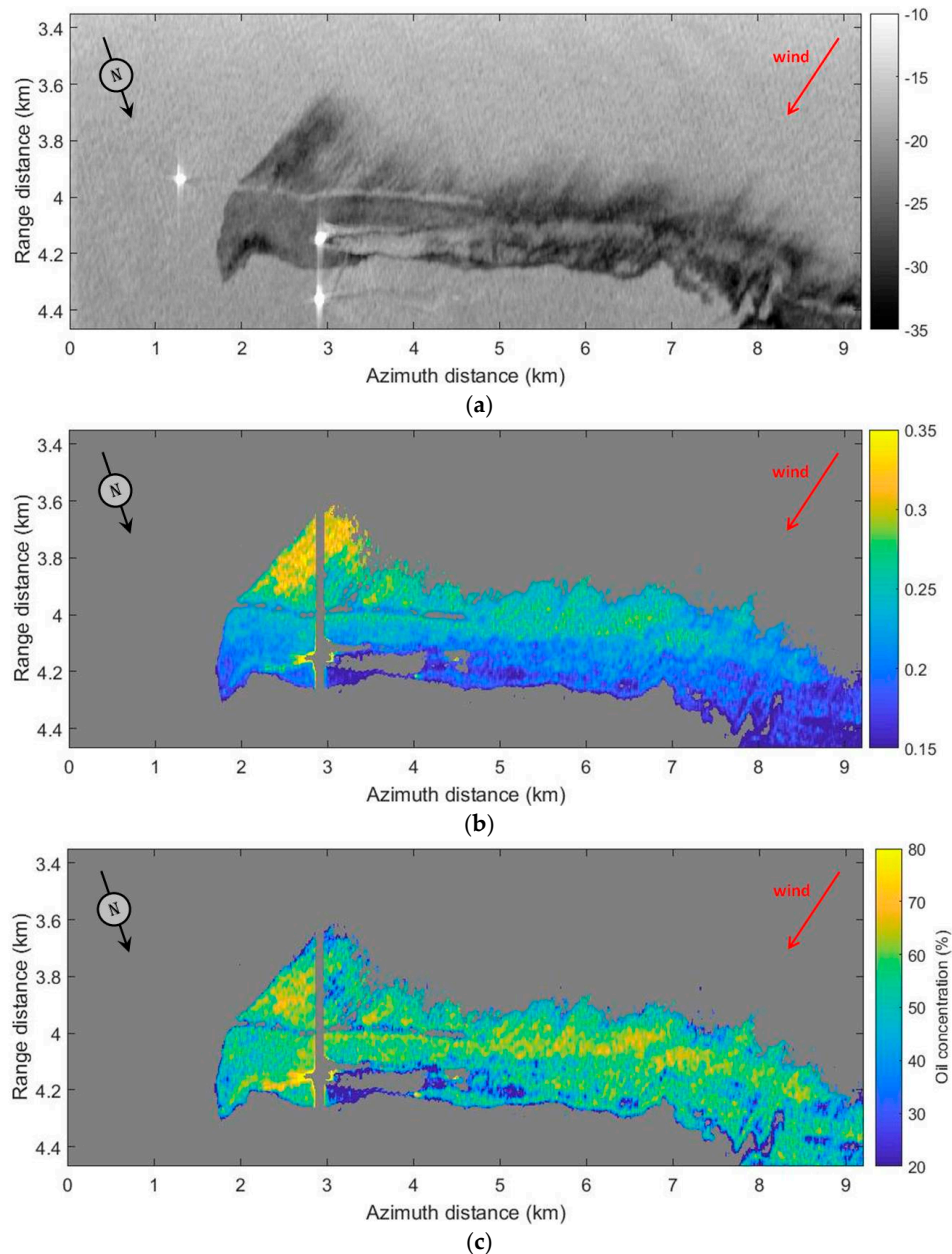 N
wind
-10
-15
-20
-25
-30
-35
3.4
3.6
3.8
4
4.2
4.4
Range distance (km)
0 1 2 3 4 5 6 7 8 9
Azimuth distance (km)
(a)
N
wind
0.35
0.3
0.25
0.2
0.15
3.4
3.6
3.8
4
4.2
4.4
Range distance (km)
0 1 2 3 4 5 6 7 8 9
Azimuth distance (km)
(b)
N
wind
80
70
60
50
40
30
20
Oil concentration (%)
3.4
3.6
3.8
4
4.2
4.4
Range distance (km)
0 1 2 3 4 5 6 7 8 9
Azimuth distance (km)
(c)